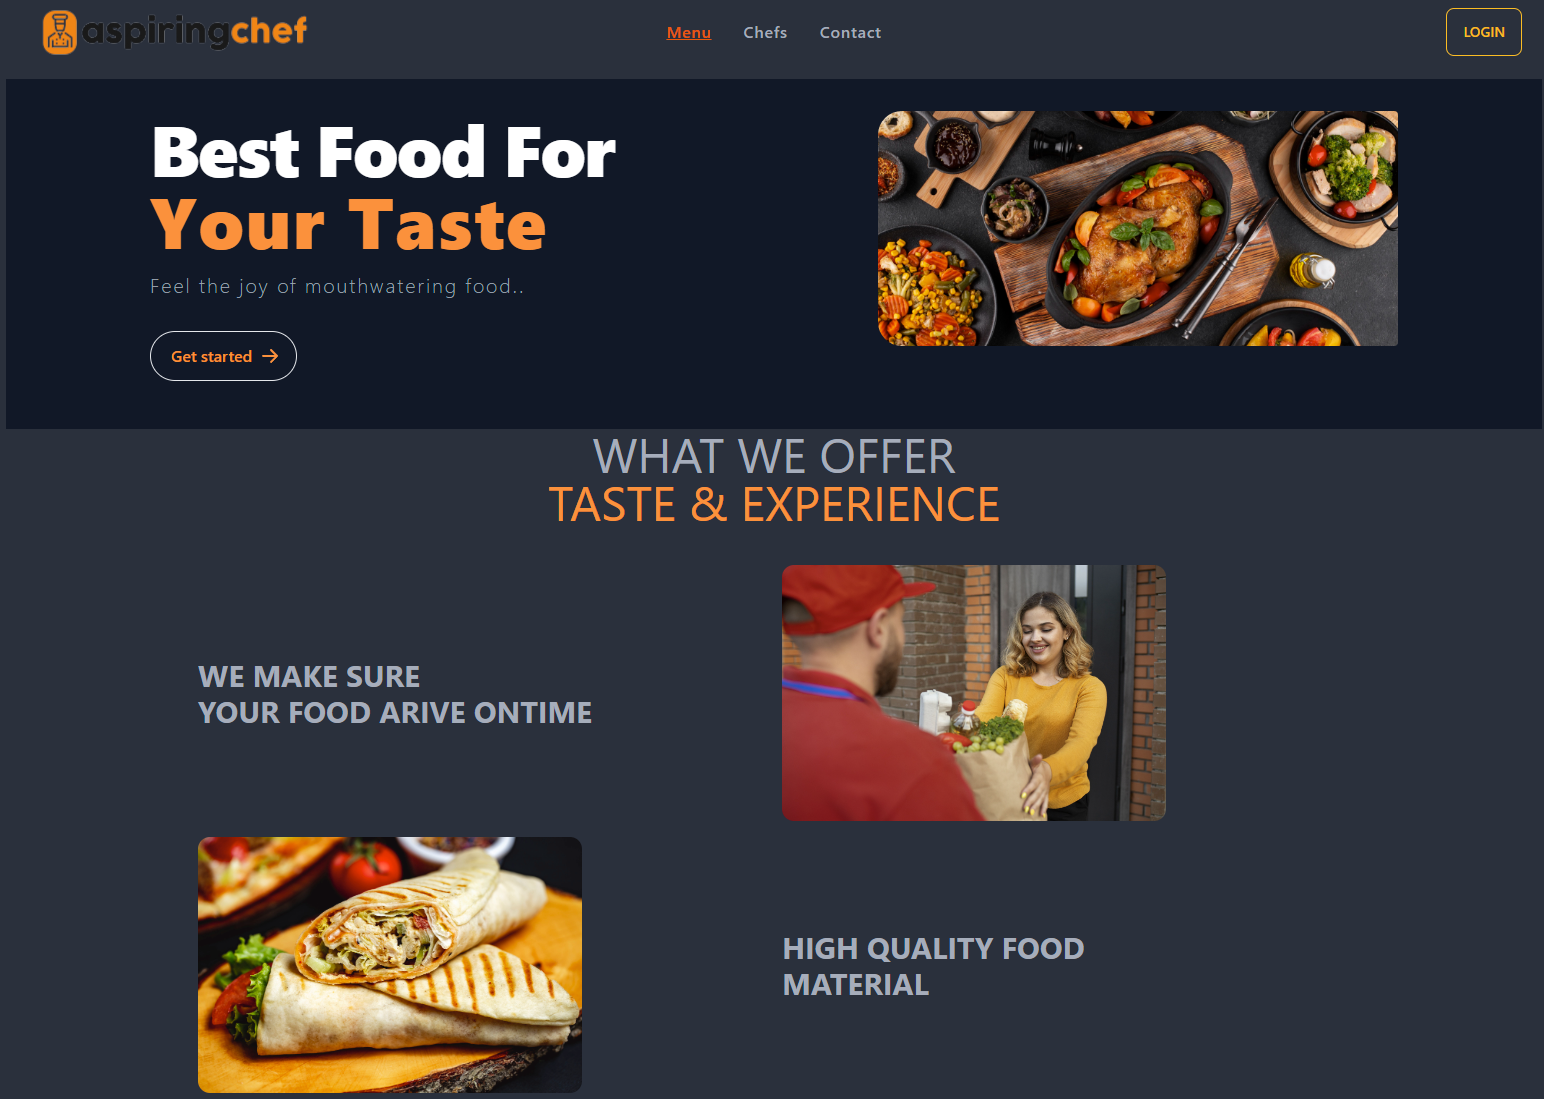 aspiringchef
Menu Chefs Contact
LOGIN
Best Food For
Your Taste
Feel the joy of mouthwatering food..
Get started
WHAT WE OFFER
TASTE & EXPERIENCE
WE MAKE SURE
YOUR FOOD ARIVE ONTIME
HIGH QUALITY FOOD
MATERIAL